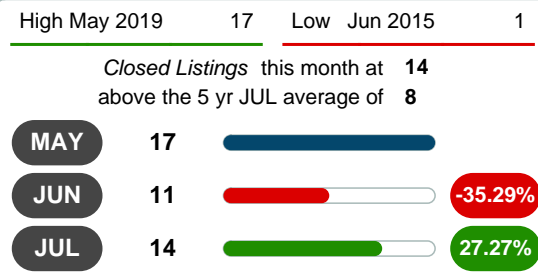 High May 2019 17 Low Jun 2015 1
Closed Listings this month at 14
above the 5 yr JUL average of 8
MAY 17
JUN 11 -35.29%
JUL 14 27.27%